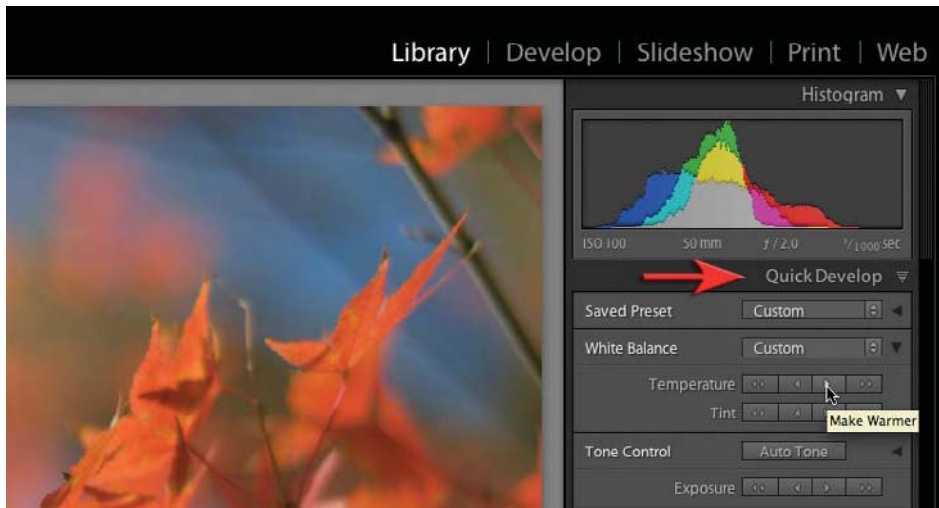 Library | Develop | Slideshow | Print | Web
Histogram
ISO 100 50 mm f / 2.0 1/1000 sec
Quick Develop
Saved Preset Custom
White Balance Custom
Temperature
Tint
Make Warmer
Tone Control Auto Tone
Exposure